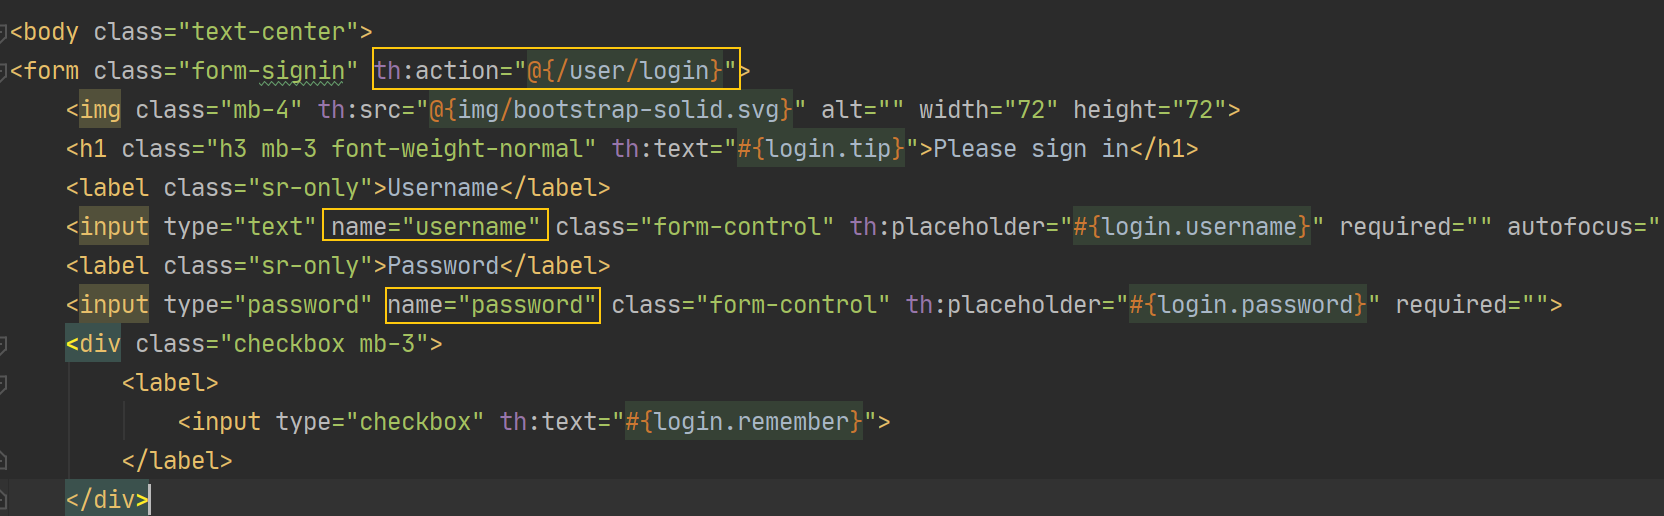 <body class="text-center">
<form class="form-signin" th:action="@{/user/login}">
<img class="mb-4" th:src="@{img/bootstrap-solid.svg}" alt="" width="72" height="72">
<h1 class="h3 mb-3 font-weight-normal" th:text="#{login.tip}">Please sign in</h1>
<label class="sr-only">Username</label>
<input type="text" name="username" class="form-control" th:placeholder="#{login.username}" required="" autofocus="
<label class="sr-only">Password</label>
<input type="password" name="password" class="form-control" th:placeholder="#{login.password}" required="">
<div class="checkbox mb-3">
<label>
<input type="checkbox" th:text="#{login.remember}">
</label>
</div>